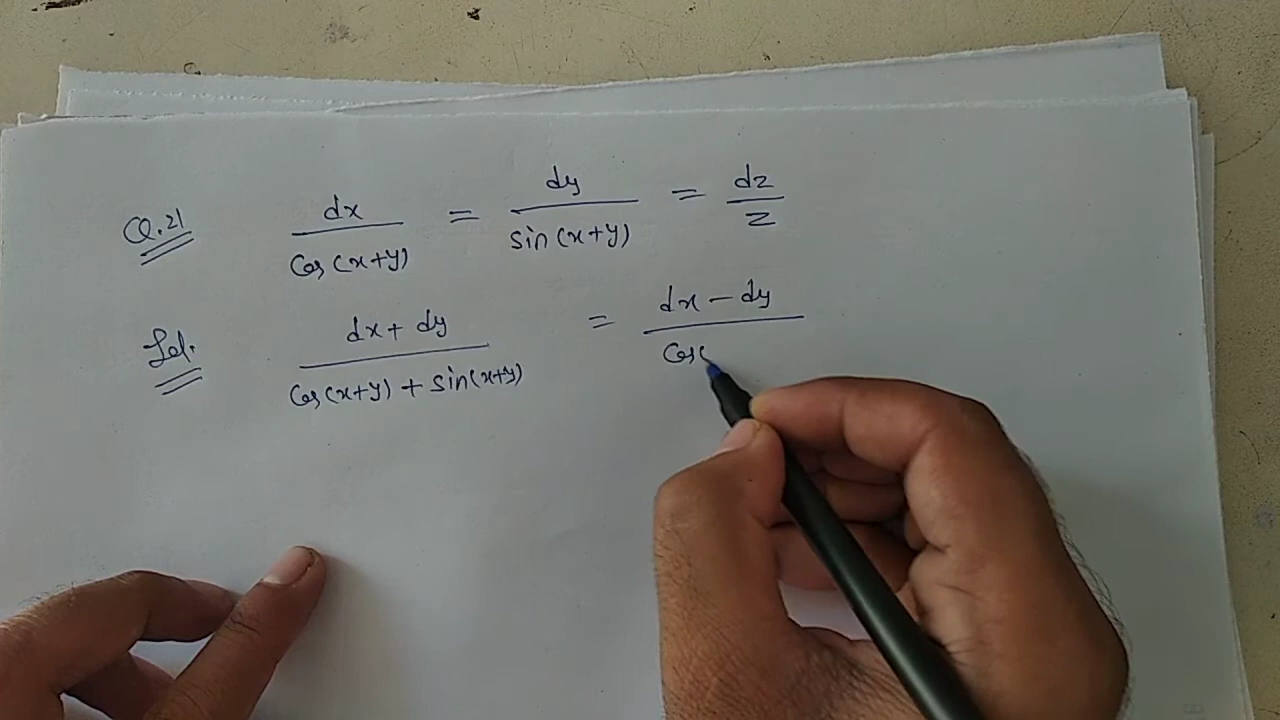 Q.21 dx/cos(x+y) = dy/sin(x+y) = dz/z
Sol. dx + dy/cos(x+y) + sin(x+y) = dx - dy/cos(